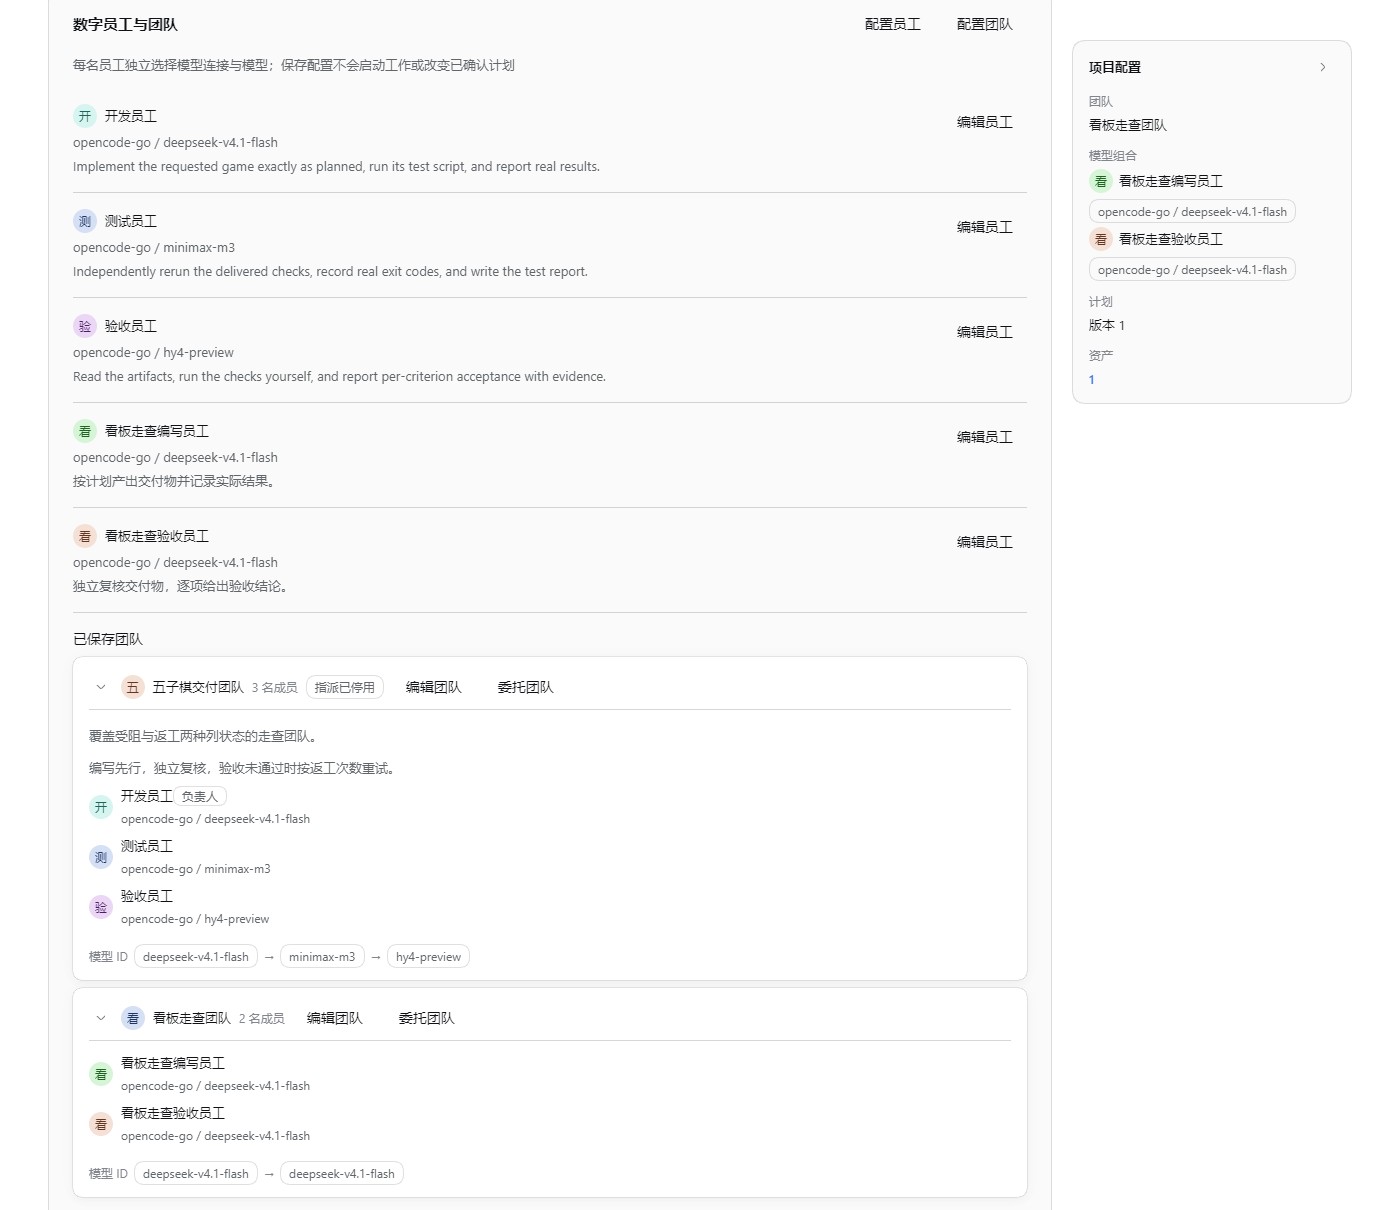 数字员工与团队 配置员工 配置团队
每名员工独立选择模型连接与模型；保存配置不会启动工作或改变已确认计划
开 开发员工 编辑员工
opencode-go / deepseek-v4.1-flash
Implement the requested game exactly as planned, run its test script, and report real results.
测 测试员工 编辑员工
opencode-go / minimax-m3
Independently rerun the delivered checks, record real exit codes, and write the test report.
验 验收员工 编辑员工
opencode-go / hy4-preview
Read the artifacts, run the checks yourself, and report per-criterion acceptance with evidence.
看 看板走查编写员工 编辑员工
opencode-go / deepseek-v4.1-flash
按计划产出交付物并记录实际结果。
看 看板走查验收员工 编辑员工
opencode-go / deepseek-v4.1-flash
独立复核交付物，逐项给出验收结论。
已保存团队
五 五子棋交付团队 3 名成员 指派已停用 编辑团队 委托团队
覆盖受阻与返工两种列状态的走查团队。
编写先行，独立复核，验收未通过时按返工次数重试。
开 开发员工 负责人
opencode-go / deepseek-v4.1-flash
测 测试员工
opencode-go / minimax-m3
验 验收员工
opencode-go / hy4-preview
模型 ID deepseek-v4.1-flash → minimax-m3 → hy4-preview
看 看板走查团队 2 名成员 编辑团队 委托团队
看 看板走查编写员工
opencode-go / deepseek-v4.1-flash
看 看板走查验收员工
opencode-go / deepseek-v4.1-flash
模型 ID deepseek-v4.1-flash → deepseek-v4.1-flash
项目配置
团队
看板走查团队
模型组合
看 看板走查编写员工
opencode-go / deepseek-v4.1-flash
看 看板走查验收员工
opencode-go / deepseek-v4.1-flash
计划
版本 1
资产
1